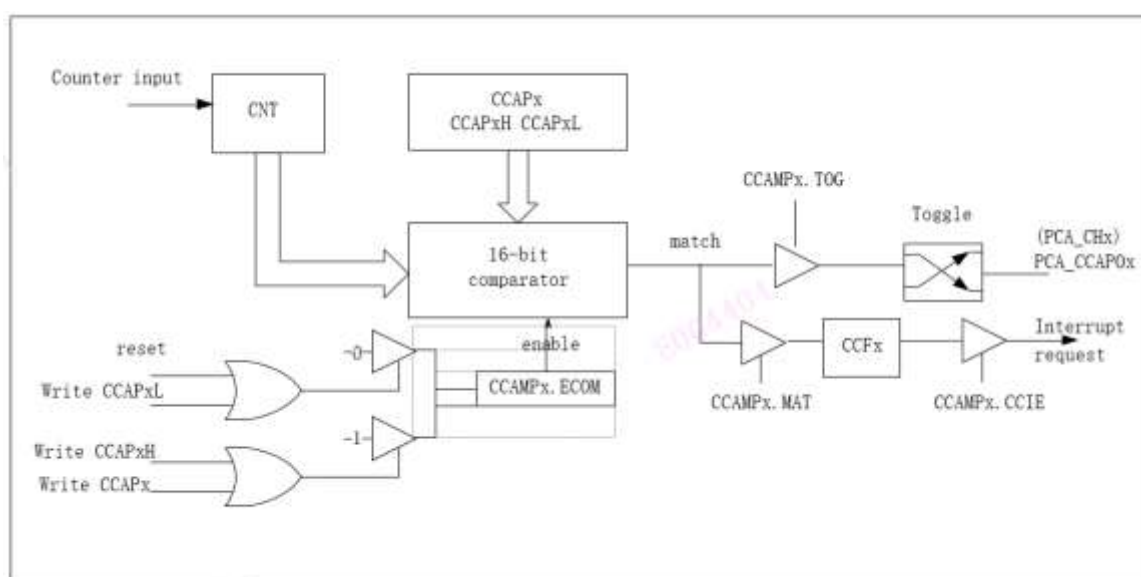 Counter input
CNT
CCAPx
CCAPxH CCAPxL
CCAMPx.TOG
Toggle
(PCA_CHx)
PCA_CCAPOx
match
16-bit
comparator
enable
reset
Write CCAPxL
-0
CCAMPx.ECOM
CCFx
Interrupt
request
CCAMPx.MAT
CCAMPx.CCIE
-1
Write CCAPxH
Write CCAPx